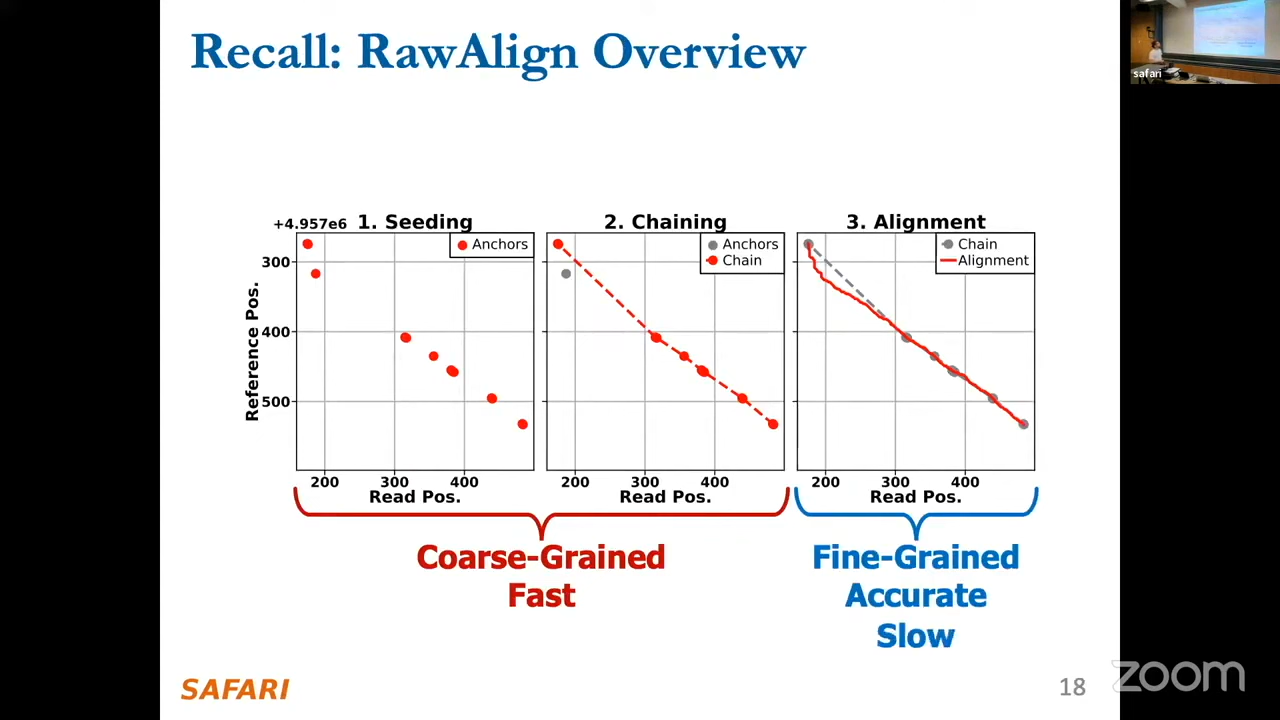 Recall: RawAlign Overview
safari
+4.957e6 1. Seeding
Anchors
300
400
500
Reference Pos.
200 300 400
Read Pos.
2. Chaining
Anchors
Chain
200 300 400
Read Pos.
3. Alignment
Chain
Alignment
200 300 400
Read Pos.
Coarse-Grained
Fast
Fine-Grained
Accurate
Slow
SAFARI
18
zoom